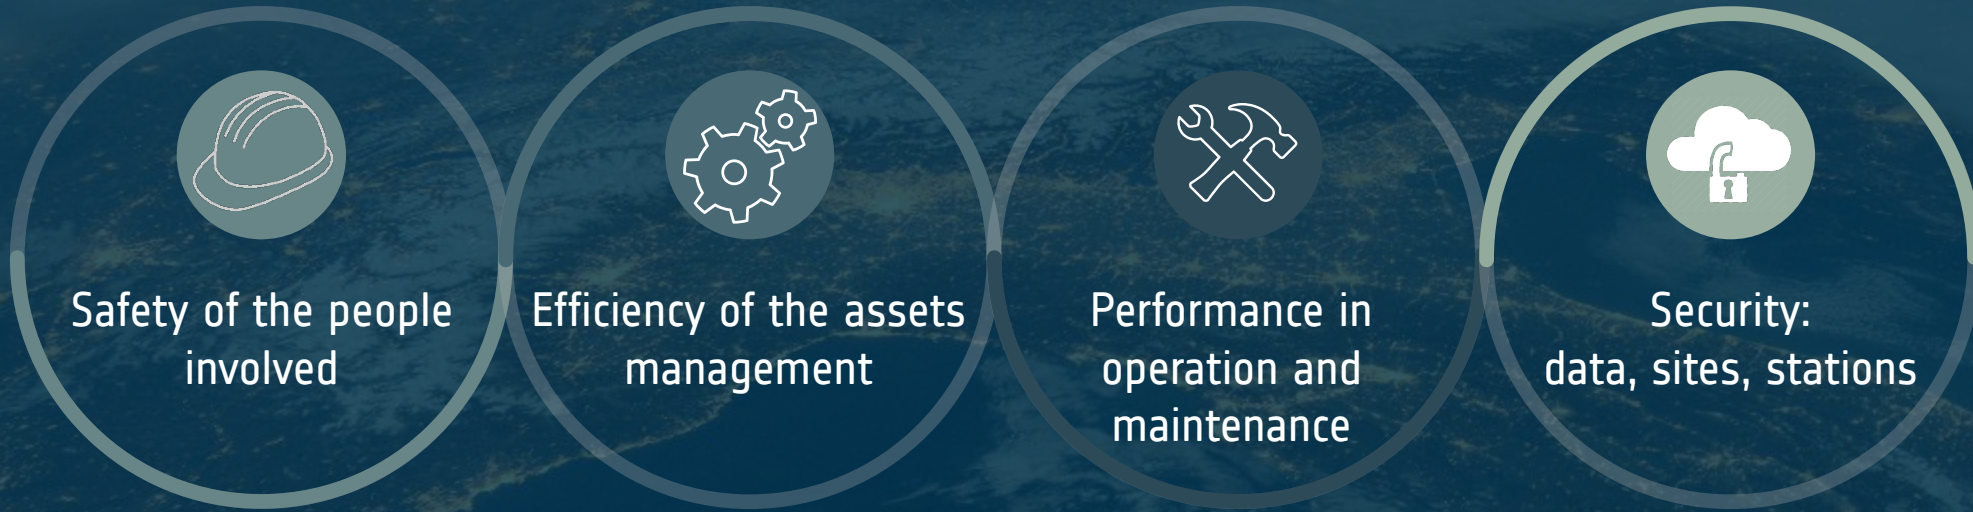 Safety of the people
involved
Efficiency of the assets
management
Performance in
operation and
maintenance
Security:
data, sites, stations